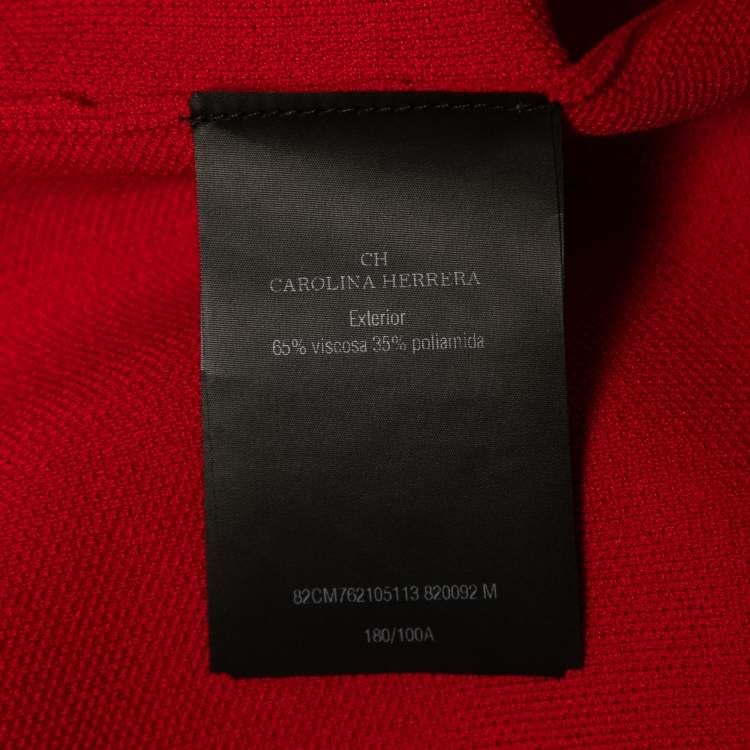 CH
CAROLINA HERRERA
Exterior
65% viscosa 35% poliamida
82CM762105113 820092 M
180/100A